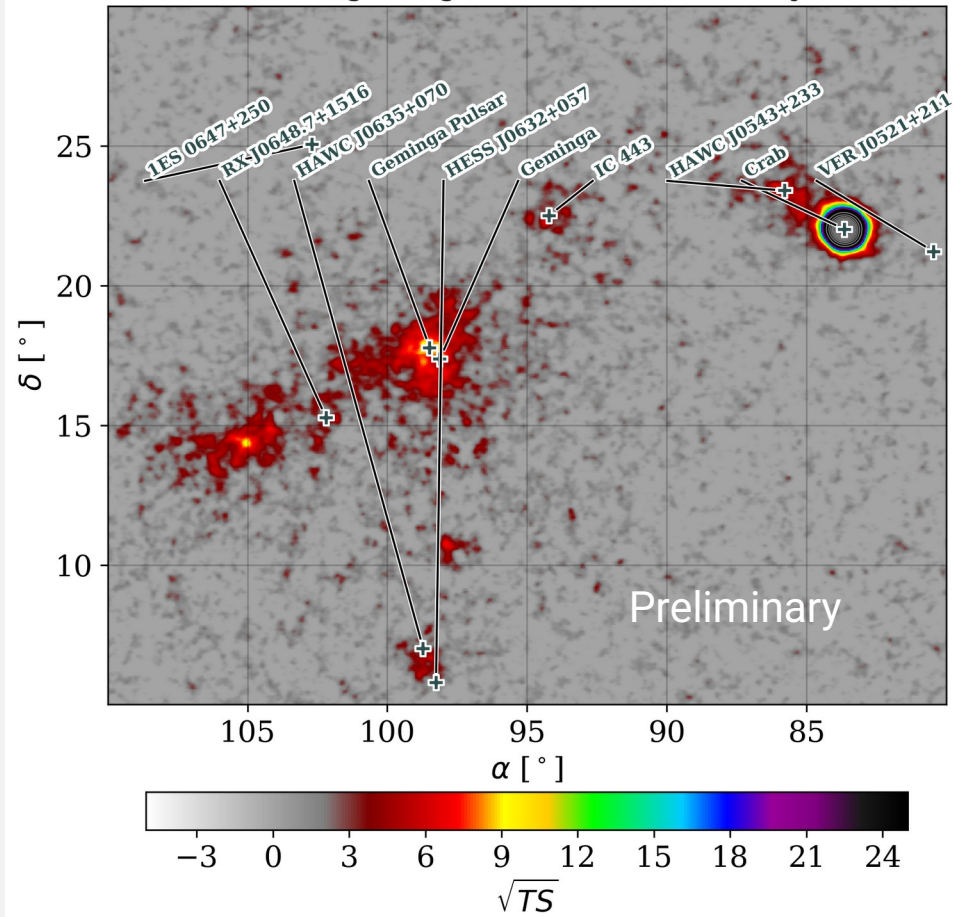 1ES 0647+250
RX J0648.7+1516
HAWC J0635+070
Geminga Pulsar
HESS J0632+057
Geminga
IC 443
HAWC J0543+233
Crab
VER J0521+211
25
20
15
10
δ [°]
Preliminary
105 100 95 90 85
α [°]
−3 0 3 6 9 12 15 18 21 24
√TS